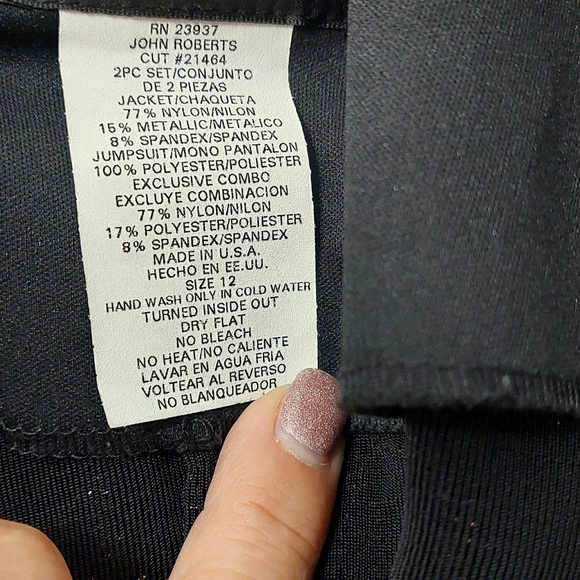 RN 23937
JOHN ROBERTS
CUT #21464
2PC SET/CONJUNTO
DE 2 PIEZAS
JACKET/CHAQUETA
77% NYLON/NILON
15% METALLIC/METALICO
8% SPANDEX/SPANDEX
JUMPSUIT/MONO PANTALON
100% POLYESTER/POLIESTER
EXCLUSIVE COMBO
EXCLUYE COMBINACION
77% NYLON/NILON
17% POLYESTER/POLIESTER
8% SPANDEX/SPANDEX
MADE IN U.S.A.
HECHO EN EE.UU.
SIZE 12
HAND WASH ONLY IN COLD WATER
TURNED INSIDE OUT
DRY FLAT
NO BLEACH
NO HEAT/NO CALIENTE
LAVAR EN AGUA FRIA
VOLTEAR AL REVERSO
NO BLANQUEADOR